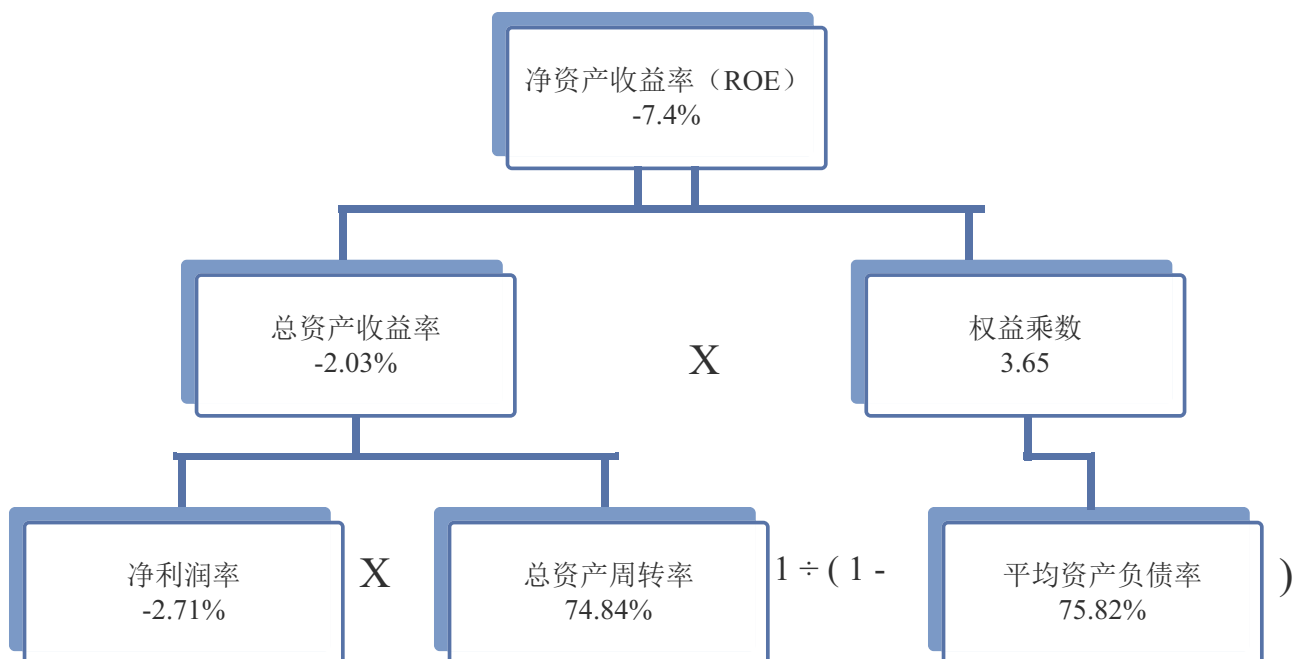 净资产收益率（ROE）
-7.4%
总资产收益率
-2.03%
X
权益乘数
3.65
净利润率
-2.71%
X
总资产周转率
74.84%
1 ÷ ( 1 -
平均资产负债率
75.82%
)